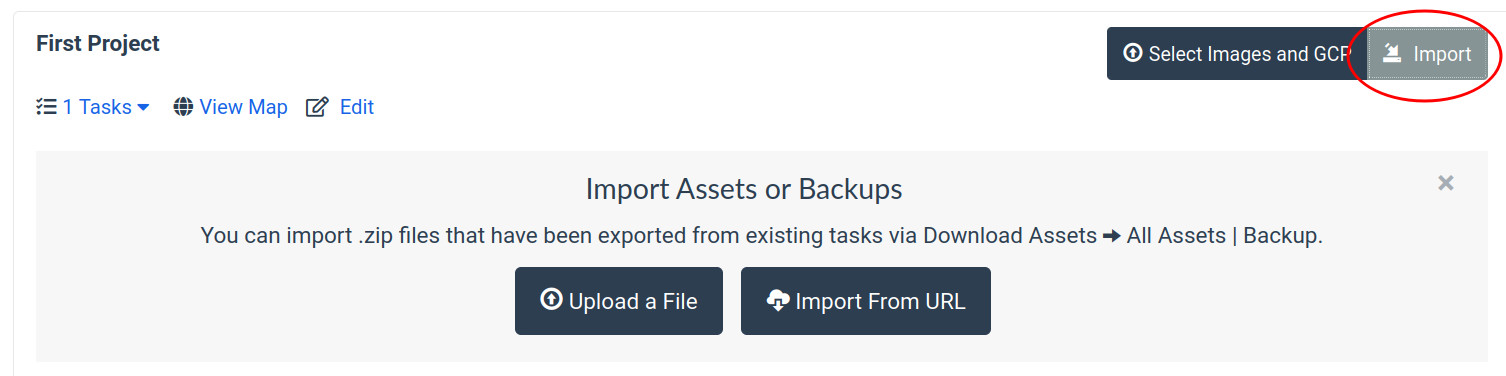 First Project
Select Images and GCP
Import
1 Tasks
View Map
Edit
Import Assets or Backups
You can import .zip files that have been exported from existing tasks via Download Assets ➡ All Assets | Backup.
Upload a File
Import From URL